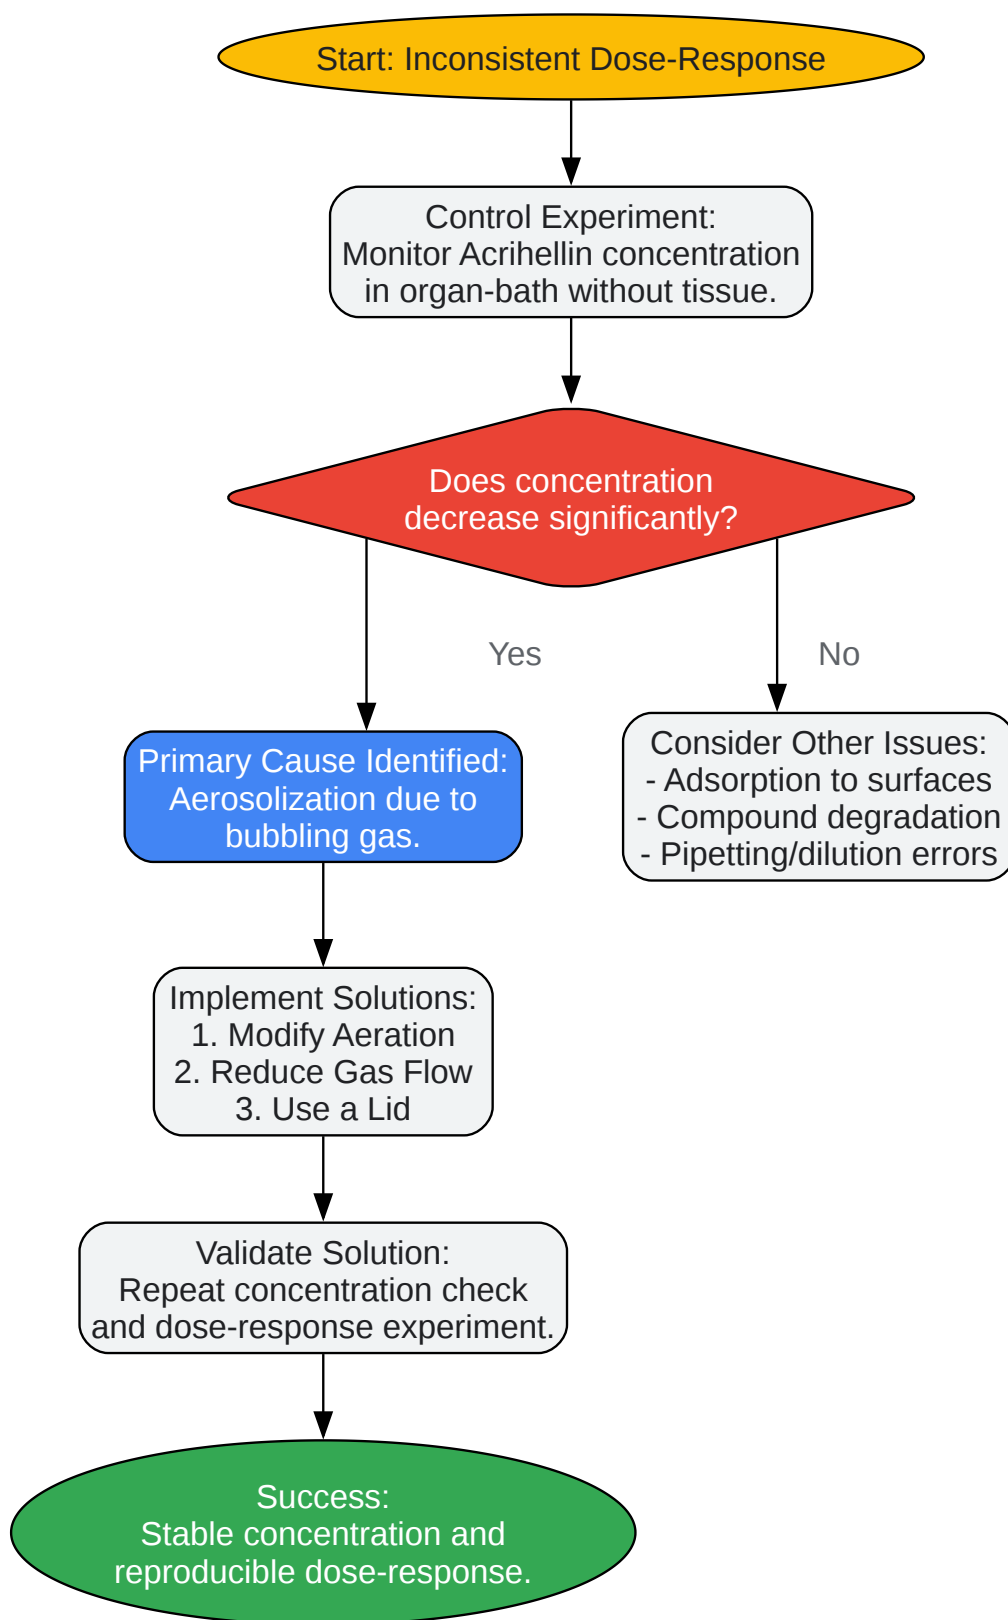 Start: Inconsistent Dose-Response
Control Experiment:
Monitor Acrihellin concentration
in organ-bath without tissue.
Does concentration
decrease significantly?
Yes
No
Primary Cause Identified:
Aerosolization due to
bubbling gas.
Consider Other Issues:
- Adsorption to surfaces
- Compound degradation
- Pipetting/dilution errors
Implement Solutions:
1. Modify Aeration
2. Reduce Gas Flow
3. Use a Lid
Validate Solution:
Repeat concentration check
and dose-response experiment.
Success:
Stable concentration and
reproducible dose-response.